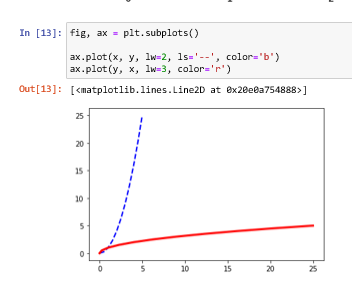 In [13]: fig, ax = plt.subplots()
ax.plot(x, y, lw=2, ls='--', color='b')
ax.plot(y, x, lw=3, color='r')
Out[13]: [<matplotlib.lines.Line2D at 0x20e0a754888>]
25
20
15
10
5
0
0 5 10 15 20 25